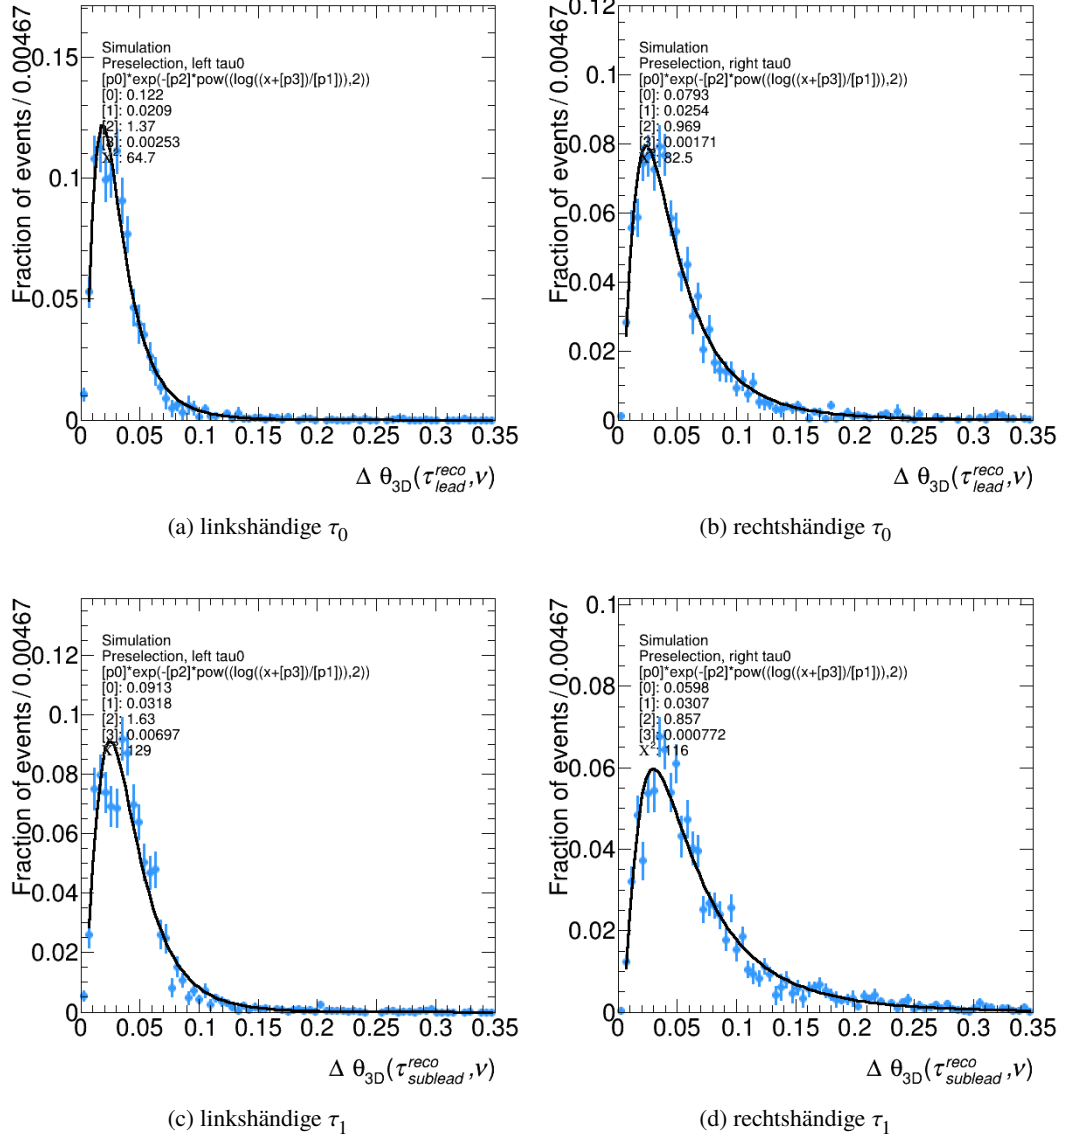 Fraction of events / 0.00467
0.15
0.1
0.05
0
Simulation
Preselection, left tau0
[p0]*exp(-[p2]*pow((log((x+[p3])/[p1])),2))
[0]: 0.122
[1]: 0.0209
[2]: 1.37
[3]: 0.00253
X²: 64.7
0 0.05 0.1 0.15 0.2 0.25 0.3 0.35
Δ θ3D(τ reco lead ,ν)
(a) linkshändige τ0
Fraction of events / 0.00467
0.12
0.1
0.08
0.06
0.04
0.02
0
Simulation
Preselection, right tau0
[p0]*exp(-[p2]*pow((log((x+[p3])/[p1])),2))
[0]: 0.0793
[1]: 0.0254
[2]: 0.969
[3]: 0.00171
X²: 82.5
0 0.05 0.1 0.15 0.2 0.25 0.3 0.35
Δ θ3D(τ reco lead ,ν)
(b) rechtshändige τ0
Fraction of events / 0.00467
0.12
0.1
0.08
0.06
0.04
0.02
0
Simulation
Preselection, left tau0
[p0]*exp(-[p2]*pow((log((x+[p3])/[p1])),2))
[0]: 0.0913
[1]: 0.0318
[2]: 1.63
[3]: 0.00697
X²: 129
0 0.05 0.1 0.15 0.2 0.25 0.3 0.35
Δ θ3D(τ reco sublead ,ν)
(c) linkshändige τ1
Fraction of events / 0.00467
0.1
0.08
0.06
0.04
0.02
0
Simulation
Preselection, right tau0
[p0]*exp(-[p2]*pow((log((x+[p3])/[p1])),2))
[0]: 0.0598
[1]: 0.0307
[2]: 0.857
[3]: 0.000772
X²: 116
0 0.05 0.1 0.15 0.2 0.25 0.3 0.35
Δ θ3D(τ reco sublead ,ν)
(d) rechtshändige τ1